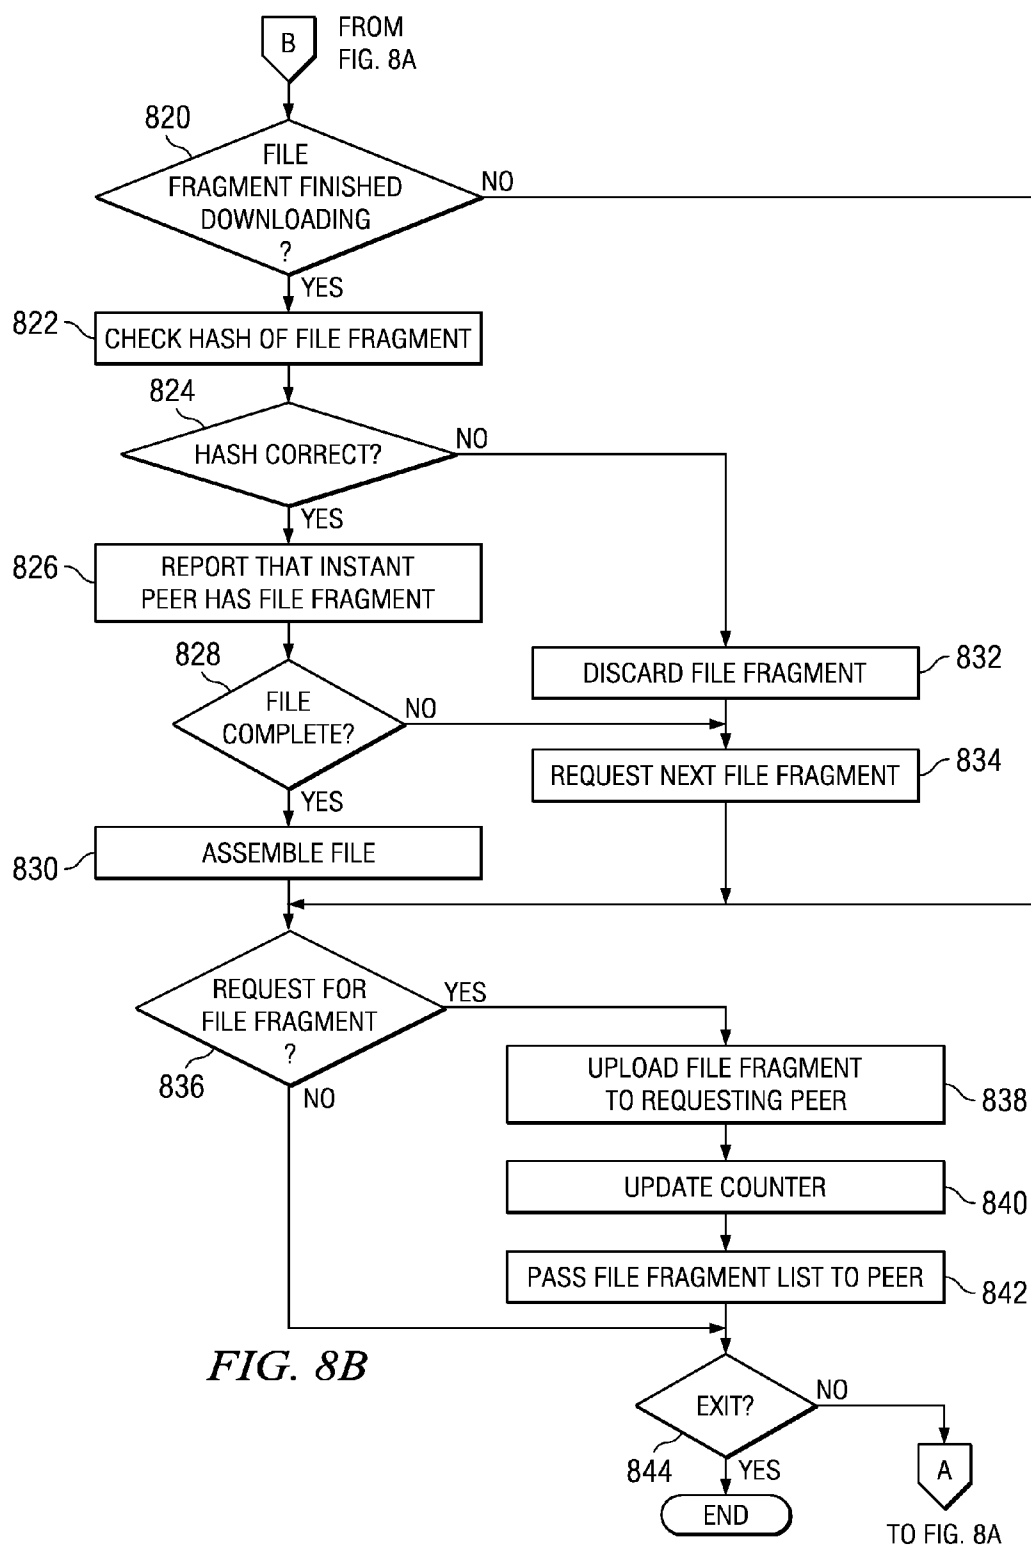 B
FROM
FIG. 8A
820
FILE
FRAGMENT FINISHED
DOWNLOADING
?
NO
YES
822
CHECK HASH OF FILE FRAGMENT
824
HASH CORRECT?
NO
YES
826
REPORT THAT INSTANT
PEER HAS FILE FRAGMENT
828
FILE
COMPLETE?
NO
YES
DISCARD FILE FRAGMENT
832
REQUEST NEXT FILE FRAGMENT
834
830
ASSEMBLE FILE
REQUEST FOR
FILE FRAGMENT
?
836
YES
NO
UPLOAD FILE FRAGMENT
TO REQUESTING PEER
838
UPDATE COUNTER
840
PASS FILE FRAGMENT LIST TO PEER
842
FIG. 8B
EXIT?
844
NO
YES
END
A
TO FIG. 8A